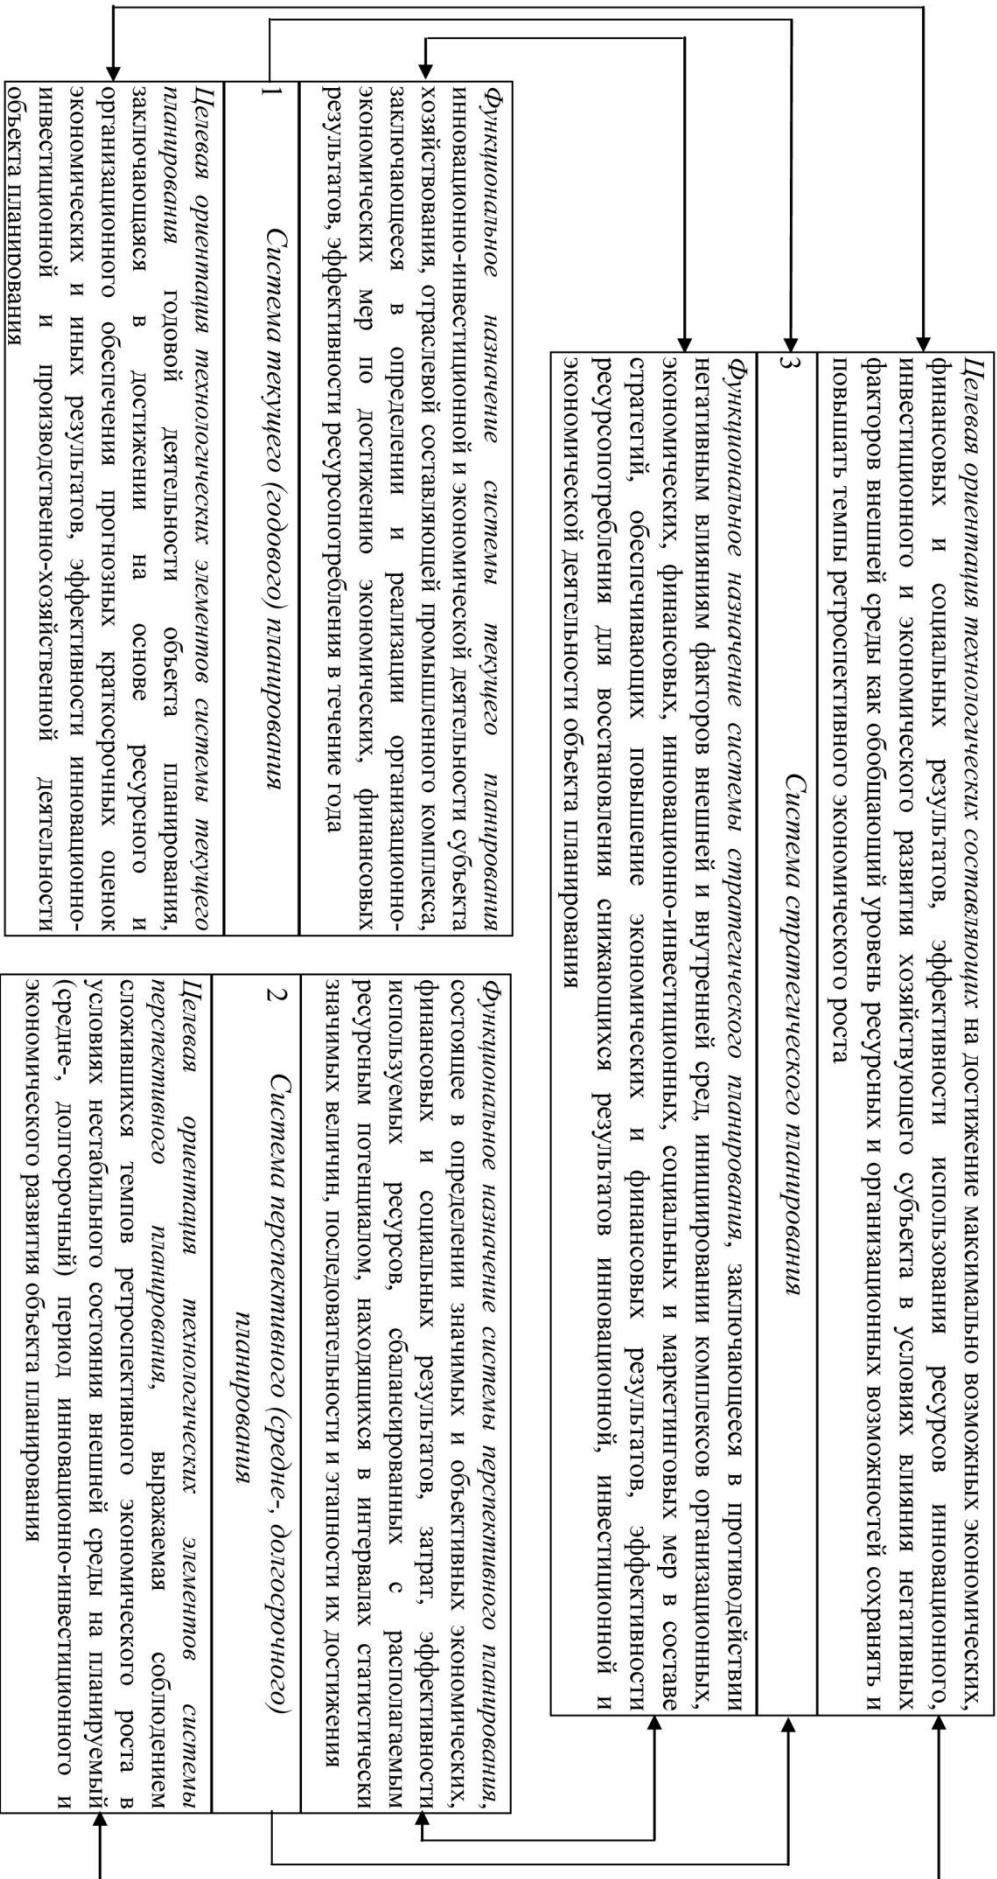 Целевая ориентация технологических составляющих на достижение максимально возможных экономических,
финансовых и социальных результатов, эффективности использования ресурсов инновационного,
инвестиционного и экономического развития хозяйствующего субъекта в условиях влияния негативных
факторов внешней среды как обобщающий уровень ресурсных и организационных возможностей сохранять и
повышать темпы ретроспективного экономического роста
3 Система стратегического планирования
Функциональное назначение системы стратегического планирования, заключающееся в противодействии
негативным влияниям факторов внешней и внутренней сред, инициировании комплексов организационных,
экономических, финансовых, инновационно-инвестиционных, социальных и маркетинговых мер в составе
стратегий, обеспечивающих повышение экономических и финансовых результатов, эффективности
ресурсопотребления для восстановления снижающихся результатов инновационной, инвестиционной и
экономической деятельности объекта планирования
Функциональное назначение системы текущего планирования
инновационно-инвестиционной и экономической деятельности субъекта
хозяйствования, отраслевой составляющей промышленного комплекса,
заключающееся в определении и реализации организационно-
экономических мер по достижению экономических, финансовых
результатов, эффективности ресурсопотребления в течение года
1 Система текущего (годового) планирования
Целевая ориентация технологических элементов системы текущего
планирования годовой деятельности объекта планирования,
заключающаяся в достижении на основе ресурсного и
организационного обеспечения прогнозных краткосрочных оценок
экономических и иных результатов, эффективности инновационно-
инвестиционной и производственно-хозяйственной деятельности
объекта планирования
Функциональное назначение системы перспективного планирования,
состоящее в определении значимых и объективных экономических,
финансовых и социальных результатов, затрат, эффективности
используемых ресурсов, сбалансированных с располагаемым
ресурсным потенциалом, находящихся в интервалах статистически
значимых величин, последовательности и этапности их достижения
2 Система перспективного (средне-, долгосрочного)
планирования
Целевая ориентация технологических элементов системы
перспективного планирования, выражаемая соблюдением
сложившихся темпов ретроспективного экономического роста в
условиях нестабильного состояния внешней среды на планируемый
(средне-, долгосрочный) период инновационно-инвестиционного и
экономического развития объекта планирования